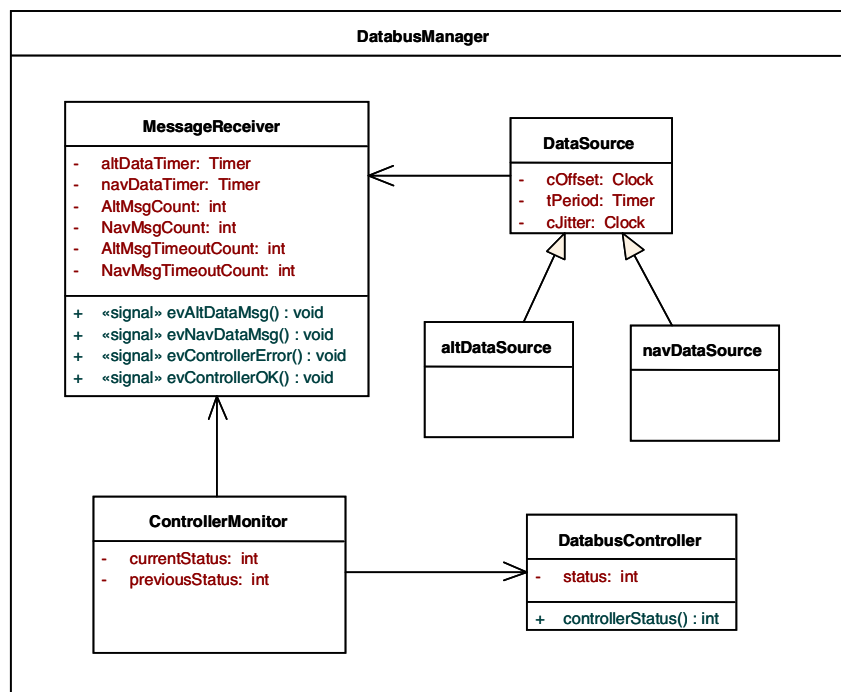 DatabusManager
MessageReceiver
- altDataTimer: Timer
- navDataTimer: Timer
- AltMsgCount: int
- NavMsgCount: int
- AltMsgTimeoutCount: int
- NavMsgTimeoutCount: int
+ «signal» evAltDataMsg() : void
+ «signal» evNavDataMsg() : void
+ «signal» evControllerError() : void
+ «signal» evControllerOK() : void
DataSource
- cOffset: Clock
- tPeriod: Timer
- cJitter: Clock
altDataSource
navDataSource
ControllerMonitor
- currentStatus: int
- previousStatus: int
DatabusController
- status: int
+ controllerStatus() : int